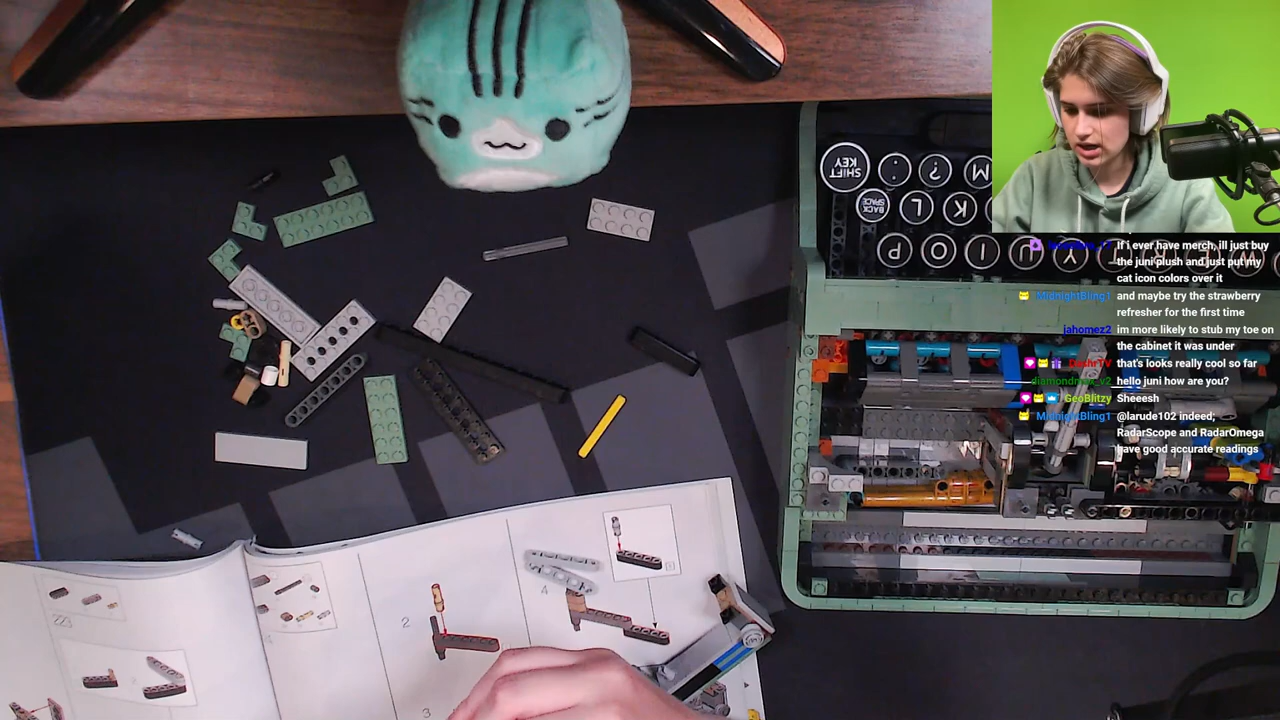 SHIFT KEY
:
?
M
BACK SPACE
L
K
P
O
I
U
Y
If i ever have merch, ill just buy
the juni plush and just put my
cat icon colors over it
MidnightBling1 and maybe try the strawberry
refresher for the first time
jahomez2 im more likely to stub my toe on
the cabinet it was under
that's looks really cool so far
hello juni how are you?
GeoBlitzy Sheeesh
MidnightBling1 @larude102 indeed;
RadarScope and RadarOmega
have good accurate readings
2
3
4